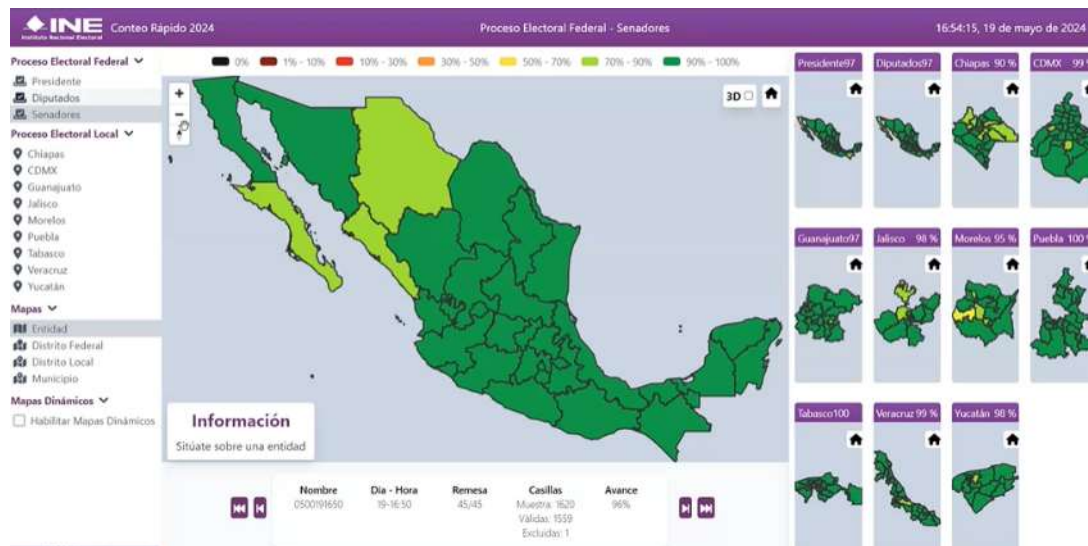 INE
Instituto Nacional Electoral
Conteo Rápido 2024
Proceso Electoral Federal - Senadores
16:54:15, 19 de mayo de 2024
Proceso Electoral Federal
Presidente
Diputados
Senadores
Proceso Electoral Local
Chiapas
CDMX
Guanajuato
Jalisco
Morelos
Puebla
Tabasco
Veracruz
Yucatán
Mapas
Entidad
Distrito Federal
Distrito Local
Municipio
Mapas Dinámicos
Habilitar Mapas Dinámicos
0% 1% - 10% 10% - 30% 30% - 50% 50% - 70% 70% - 90% 90% - 100%
+
−
3D
Información
Sitúate sobre una entidad
Nombre Día - Hora Remesa Casillas Avance
0500191650 19-16:50 45/45 Muestra: 1620 96%
Válidas: 1559
Excluidas: 1
Presidente97 Diputados97 Chiapas 90 % CDMX 99
Guanajuato97 Jalisco 98 % Morelos 95 % Puebla 100
Tabasco100 Veracruz 99 % Yucatán 98 %